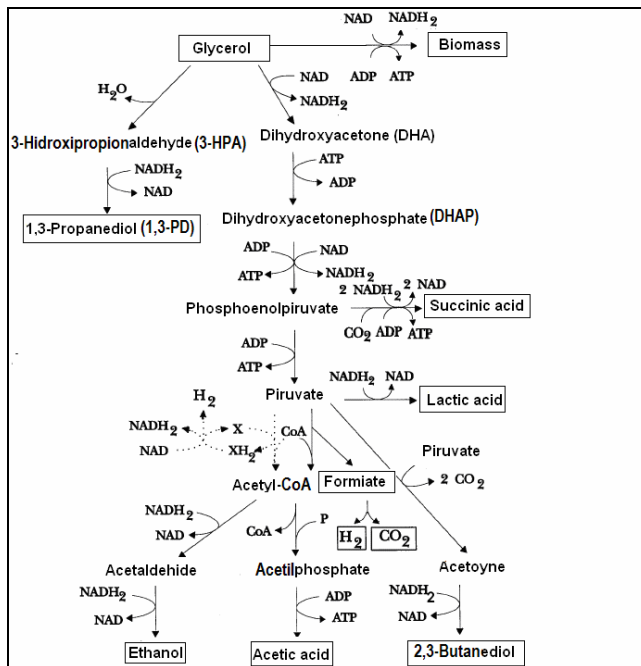 NAD NADH2
Glycerol
Biomass
ADP ATP
H2O
NAD
NADH2
3-Hidroxipropionaldehyde (3-HPA)
Dihydroxyacetone (DHA)
NADH2
NAD
ATP
ADP
1,3-Propanediol (1,3-PD)
Dihydroxyacetonephosphate (DHAP)
ADP NAD
ATP NADH2
2 NADH2 2 NAD
Phosphoenolpiruvate
Succinic acid
CO2 ADP ATP
ADP
ATP
NADH2 NAD
Piruvate
Lactic acid
H2
NADH2 X CoA
NAD XH2
Piruvate
2 CO2
Acetyl-CoA
Formiate
NADH2
NAD
CoA P
H2 CO2
Acetaldehide
Acetilphosphate
Acetoyne
NADH2
NAD
ADP
ATP
NADH2
NAD
Ethanol
Acetic acid
2,3-Butanediol